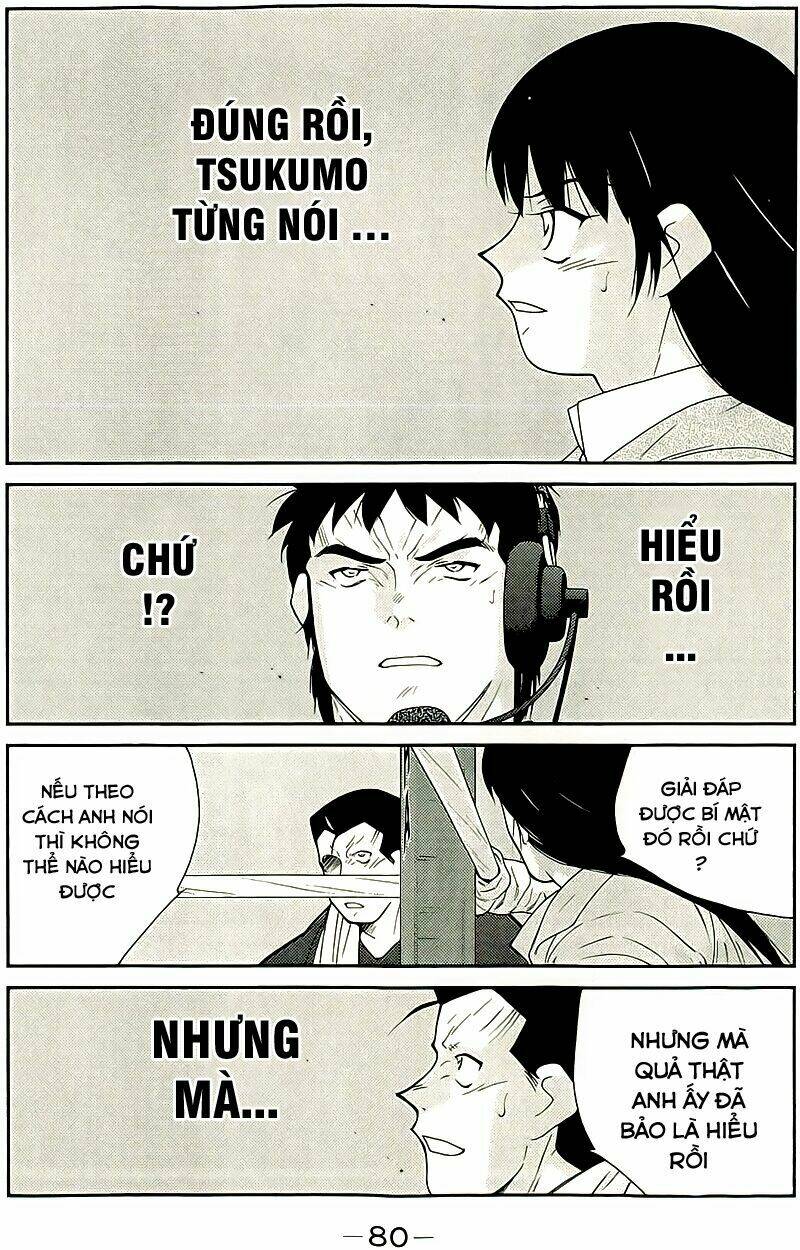 ĐÚNG RỒI,
TSUKUMO
TỪNG NÓI ...
HIỂU
RỒI
...
CHỨ
!?
GIẢI ĐÁP
ĐƯỢC BÍ MẬT
ĐÓ RỒI CHỨ
?
NẾU THEO
CÁCH ANH NÓI
THÌ KHÔNG
THỂ NÀO HIỂU
ĐƯỢC
NHƯNG MÀ
QUẢ THẬT
ANH ẤY ĐÃ
BẢO LÀ HIỂU
RỒI
NHƯNG
MÀ...
—80—